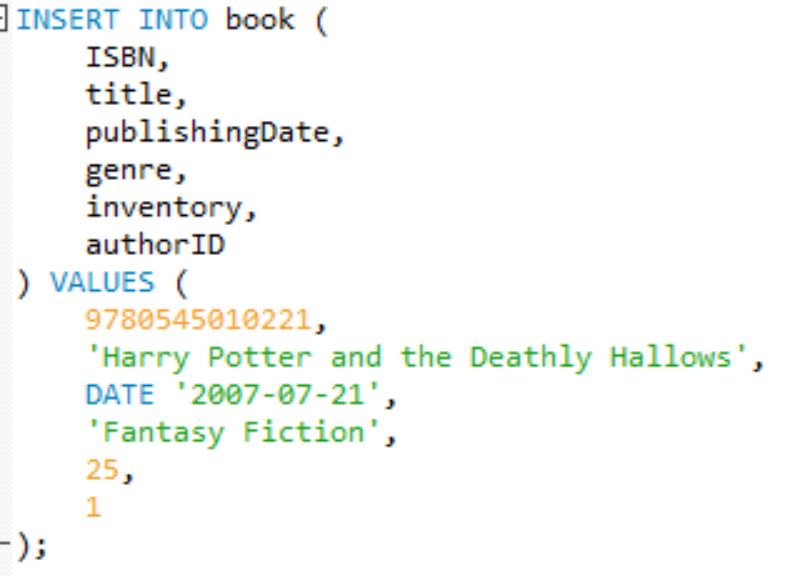 INSERT INTO book (
    ISBN,
    title,
    publishingDate,
    genre,
    inventory,
    authorID
) VALUES (
    9780545010221,
    'Harry Potter and the Deathly Hallows',
    DATE '2007-07-21',
    'Fantasy Fiction',
    25,
    1
);